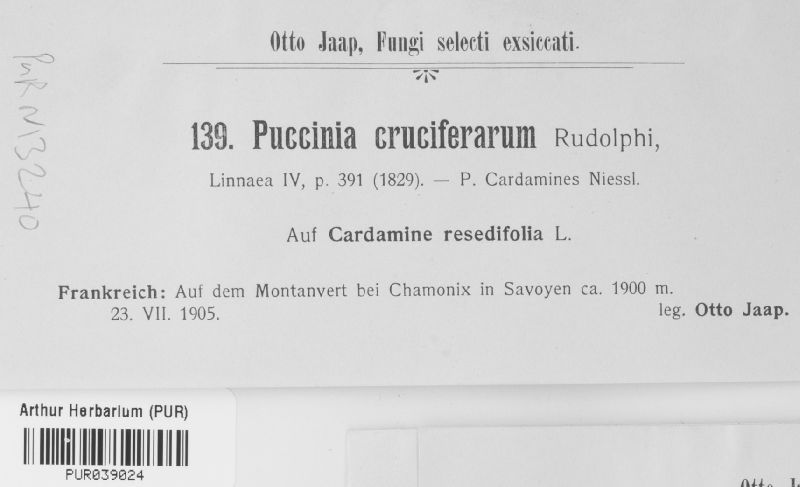 Otto Jaap, Fungi selecti exsiccati.
139. Puccinia cruciferarum Rudolphi,
Linnaea IV, p. 391 (1829). — P. Cardamines Niessl.
Auf Cardamine resedifolia L.
Frankreich: Auf dem Montanvert bei Chamonix in Savoyen ca. 1900 m.
23. VII. 1905. leg. Otto Jaap.
PUR N13240
Arthur Herbarium (PUR)
PUR039024
Otto